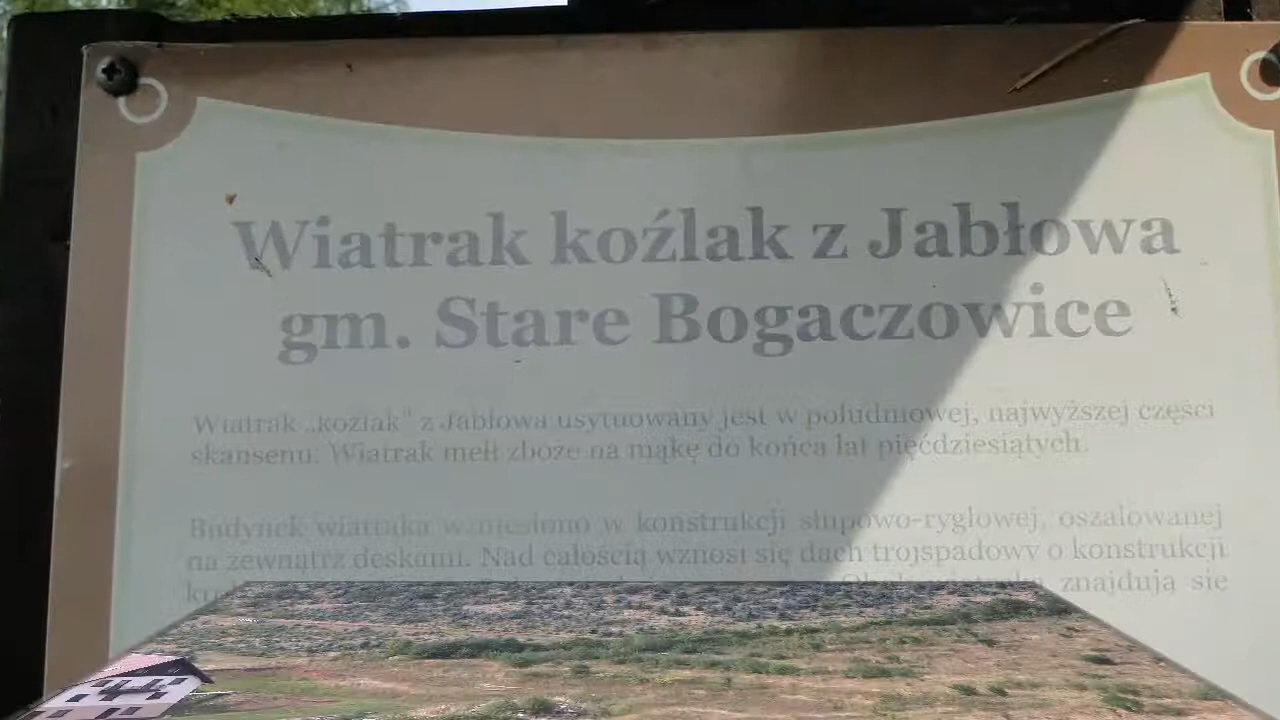 Wiatrak koźlak z Jabłowa
gm. Stare Bogaczowice
Wiatrak „koźlak" z Jabłowa usytuowany jest w południowej, najwyższej części
skansenu. Wiatrak mełł zboże na mąkę do końca lat pięćdziesiątych.
Budynek wiatraka wzniesiono w konstrukcji słupowo-ryglowej, oszalowanej
na zewnątrz deskami. Nad całością wznosi się dach trójspadowy o konstrukcji
znajdują się